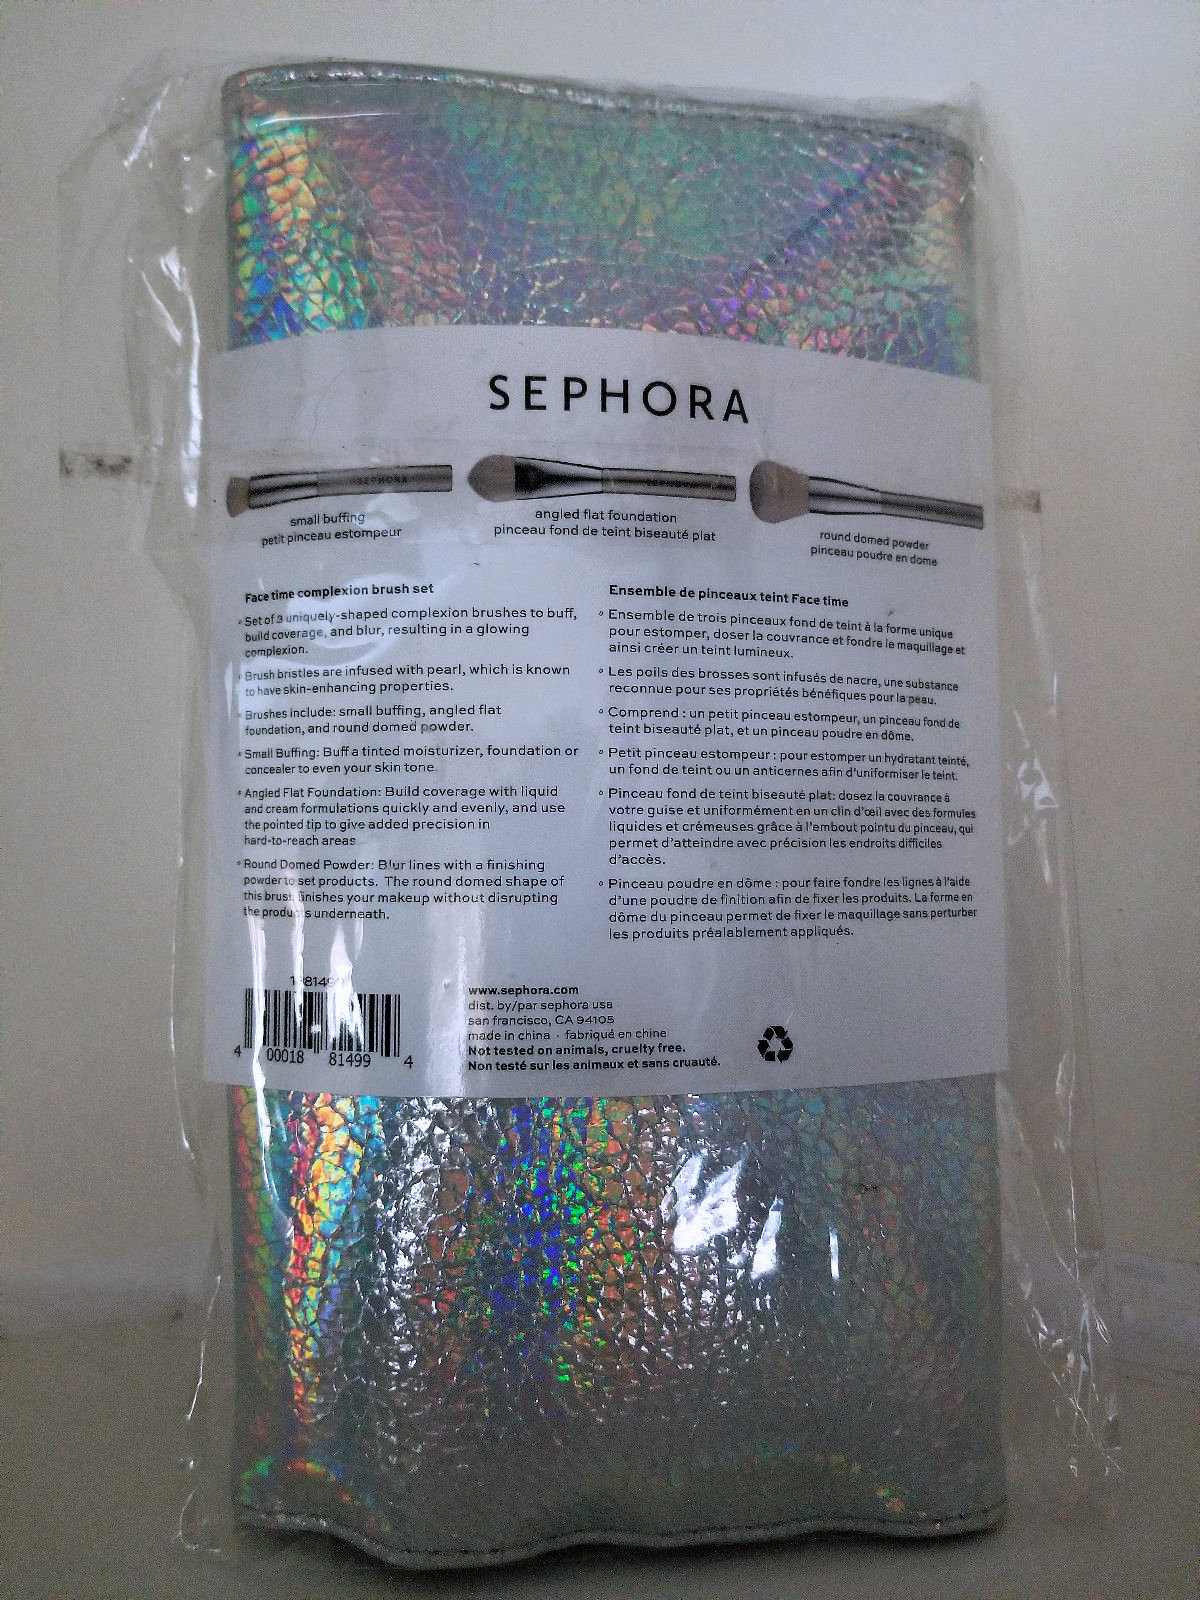 SEPHORA
SEPHORA
SEPHORA
SEPHORA
small buffing
petit pinceau estompeur
angled flat foundation
pinceau fond de teint biseauté plat
round domed powder
pinceau poudre en dome
Face time complexion brush set
Set of 3 uniquely-shaped complexion brushes to buff,
build coverage, and blur, resulting in a glowing
complexion.
Brush bristles are infused with pearl, which is known
to have skin-enhancing properties.
Brushes include: small buffing, angled flat
foundation, and round domed powder.
Small Buffing: Buff a tinted moisturizer, foundation or
concealer to even your skin tone
Angled Flat Foundation: Build coverage with liquid
and cream formulations quickly and evenly, and use
the pointed tip to give added precision in
hard-to-reach areas
Round Domed Powder: Blur lines with a finishing
powder to set products. The round domed shape of
this brush finishes your makeup without disrupting
the products underneath.
Ensemble de pinceaux teint Face time
Ensemble de trois pinceaux fond de teint à la forme unique
pour estomper, doser la couvrance et fondre le maquillage et
ainsi créer un teint lumineux.
Les poils des brosses sont infusés de nacre, une substance
reconnue pour ses propriétés bénéfiques pour la peau.
Comprend : un petit pinceau estompeur, un pinceau fond de
teint biseauté plat, et un pinceau poudre en dôme.
Petit pinceau estompeur : pour estomper un hydratant teinté,
un fond de teint ou un anticernes afin d'uniformiser le teint.
Pinceau fond de teint biseauté plat: dosez la couvrance à
votre guise et uniformément en un clin d'œil avec des formules
liquides et crémeuses grâce à l'embout pointu du pinceau, qui
permet d'atteindre avec précision les endroits difficiles
d'accès.
Pinceau poudre en dôme : pour faire fondre les lignes à l'aide
d'une poudre de finition afin de fixer les produits. La forme en
dôme du pinceau permet de fixer le maquillage sans perturber
les produits préalablement appliqués.
4 00018 81499 4
www.sephora.com
dist. by/par sephora usa
san francisco, CA 94105
made in china · fabriqué en chine
Not tested on animals, cruelty free.
Non testé sur les animaux et sans cruauté.